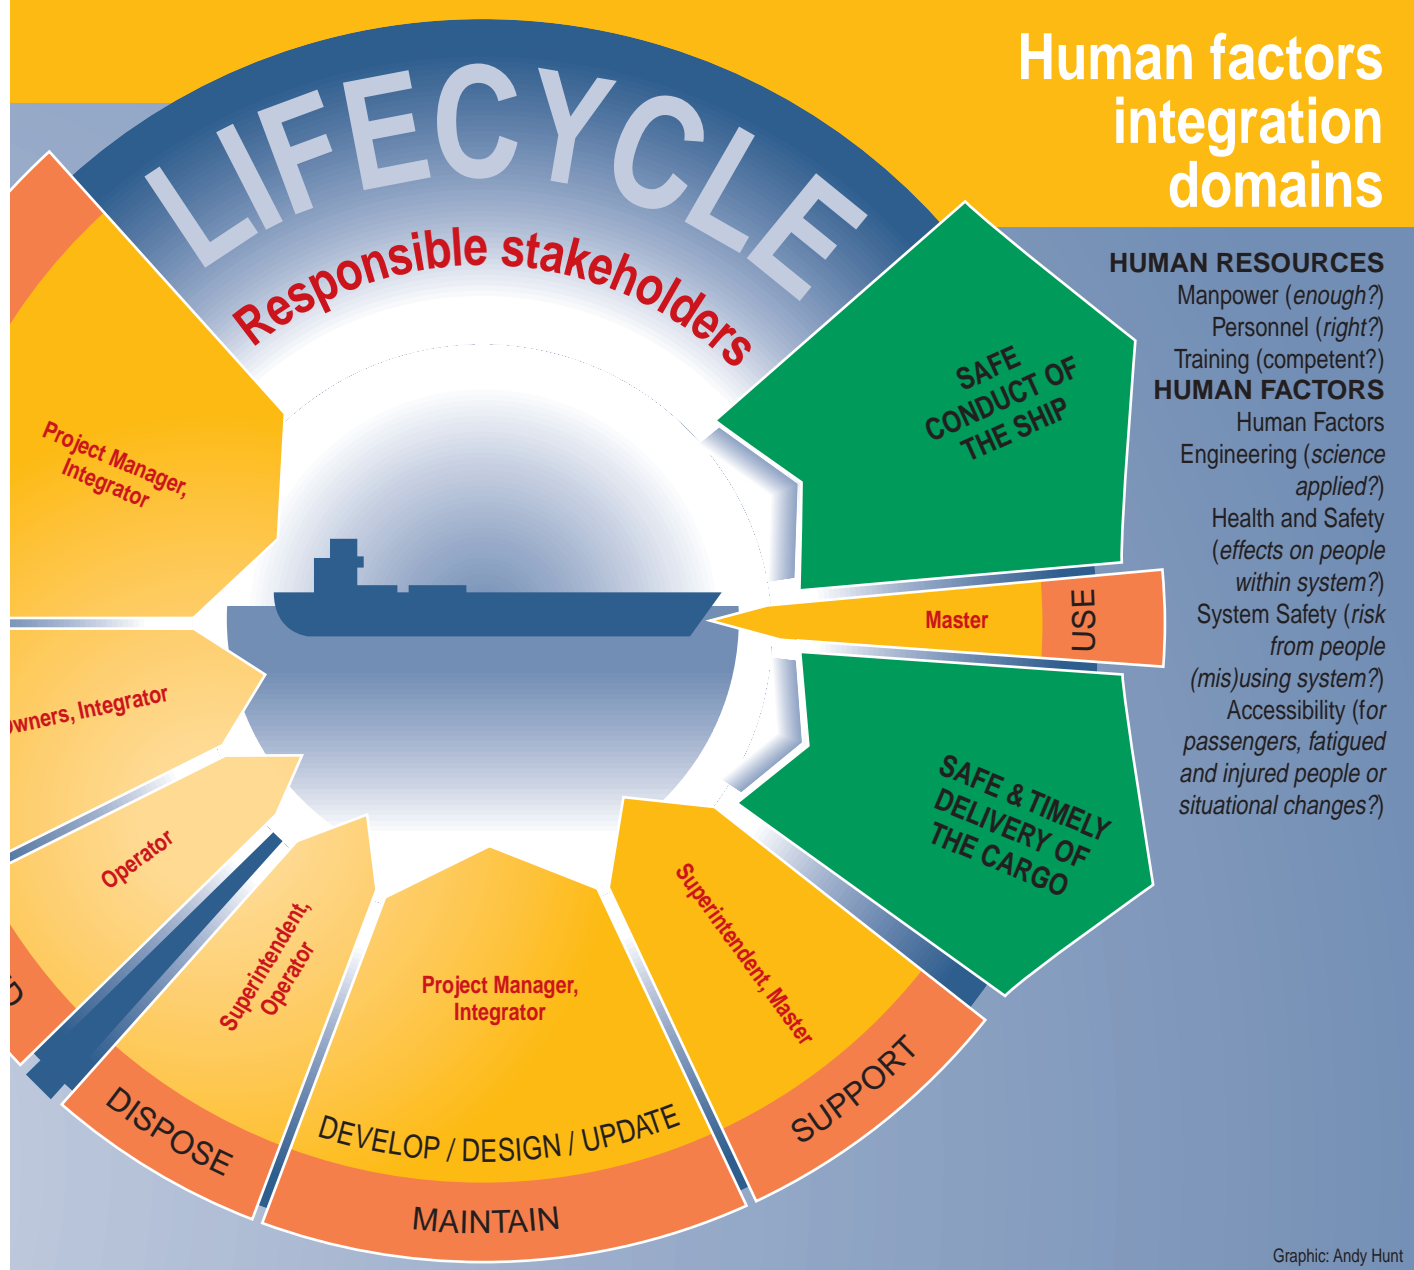 Human factors
integration
domains
LIFECYCLE
Responsible stakeholders
HUMAN RESOURCES
Manpower (enough?)
Personnel (right?)
Training (competent?)
HUMAN FACTORS
Human Factors
Engineering (science
applied?)
Health and Safety
(effects on people
within system?)
System Safety (risk
from people
(mis)using system?)
Accessibility (for
passengers, fatigued
and injured people or
situational changes?)
SAFE
CONDUCT OF
THE SHIP
Master
USE
SAFE & TIMELY
DELIVERY OF
THE CARGO
Superintendent, Master
SUPPORT
Project Manager,
Integrator
DEVELOP / DESIGN / UPDATE
MAINTAIN
Superintendent,
Operator
DISPOSE
Operator
Integrator
Project Manager,
Integrator
Graphic: Andy Hunt